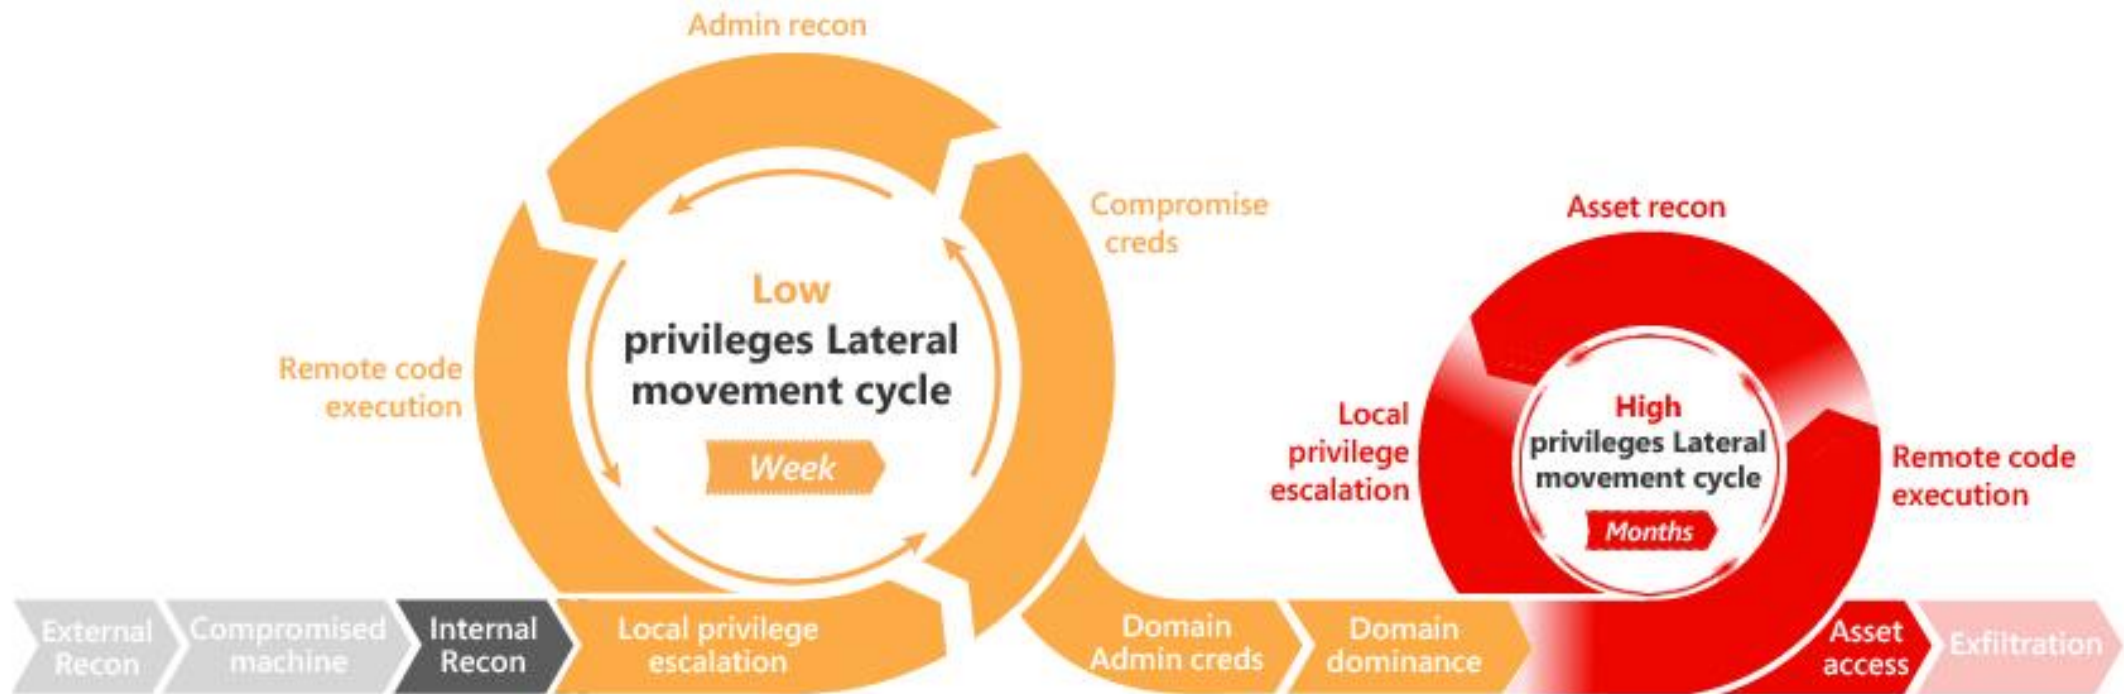 Admin recon
Compromise
creds
Low
privileges Lateral
movement cycle
Week
Remote code
execution
Asset recon
High
privileges Lateral
movement cycle
Months
Local
privilege
escalation
Remote code
execution
External
Recon
Compromised
machine
Internal
Recon
Local privilege
escalation
Domain
Admin creds
Domain
dominance
Asset
access
Exfiltration